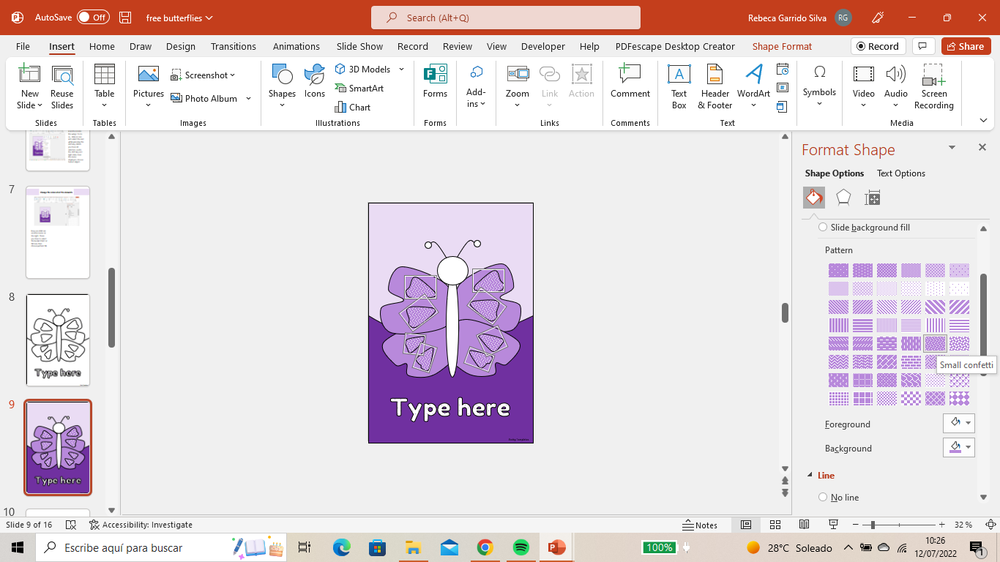 AutoSave Off free butterflies Search (Alt+Q) Rebeca Garrido Silva RG
File Insert Home Draw Design Transitions Animations Slide Show Record Review View Developer Help PDFescape Desktop Creator Shape Format Record Share
New Slide
Reuse Slides
Slides
Table
Tables
Pictures
Screenshot
Photo Album
Images
Shapes
Icons
3D Models
SmartArt
Chart
Illustrations
Forms
Forms
Add-ins
Zoom
Link
Action
Links
Comment
Comments
Text Box
Header & Footer
WordArt
Text
Symbols
Video
Audio
Screen Recording
Media
7
8
Type here
9
Type here
10
Type here
Format Shape
Shape Options Text Options
Slide background fill
Pattern
Small confetti
Foreground
Background
Line
No line
Slide 9 of 16 Accessibility: Investigate Notes 32 %
Escribe aquí para buscar 100% 28°C Soleado 10:26
12/07/2022
1